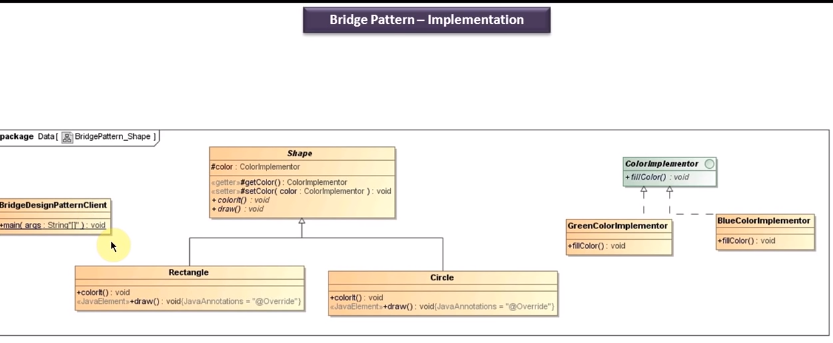 Bridge Pattern – Implementation
package Data [ BridgePattern_Shape ]
BridgeDesignPatternClient
+main( args : String"[]" ) : void
Shape
#color : ColorImplementor
«getter»#getColor() : ColorImplementor
«setter»#setColor( color : ColorImplementor ) : void
+colorIt() : void
+draw() : void
Rectangle
+colorIt() : void
«JavaElement»+draw() : void{JavaAnnotations = "@Override"}
Circle
+colorIt() : void
«JavaElement»+draw() : void{JavaAnnotations = "@Override"}
ColorImplementor
+fillColor() : void
GreenColorImplementor
+fillColor() : void
BlueColorImplementor
+fillColor() : void